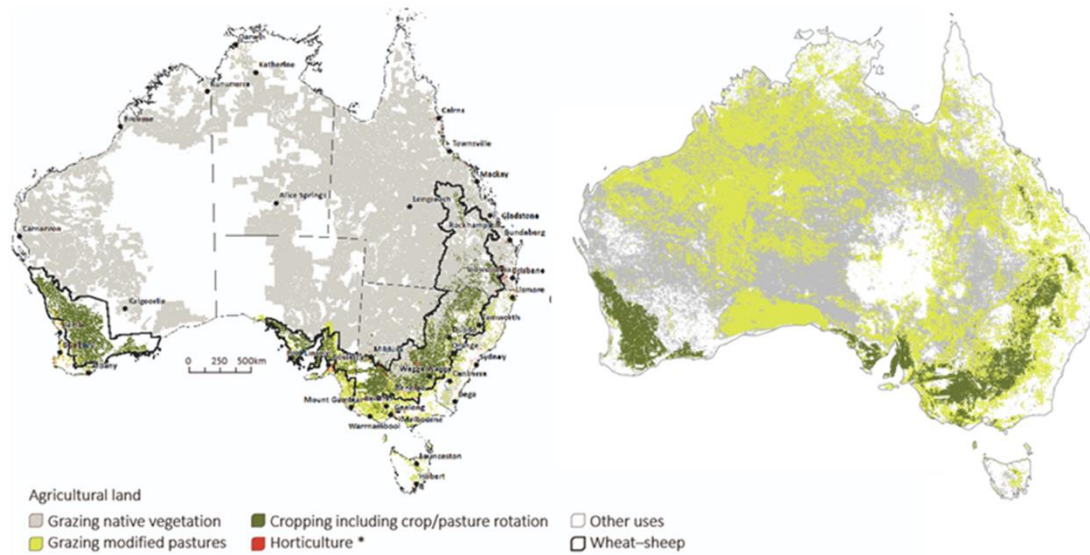 Darwin
Katherine
Kununurra
Broome
Cairns
Townsville
Mackay
Alice Springs
Longreach
Gladstone
Rockhampton
Bundaberg
Carnarvon
Brisbane
Lismore
Kalgoorlie
Tamworth
Orange
0 250 500km
Mildura
Sydney
Wagga Wagga
Canberra
Albany
Bega
Mount Gambier
Geelong
Melbourne
Warrnambool
Launceston
Hobart
Agricultural land
Grazing native vegetation
Cropping including crop/pasture rotation
Other uses
Grazing modified pastures
Horticulture *
Wheat–sheep